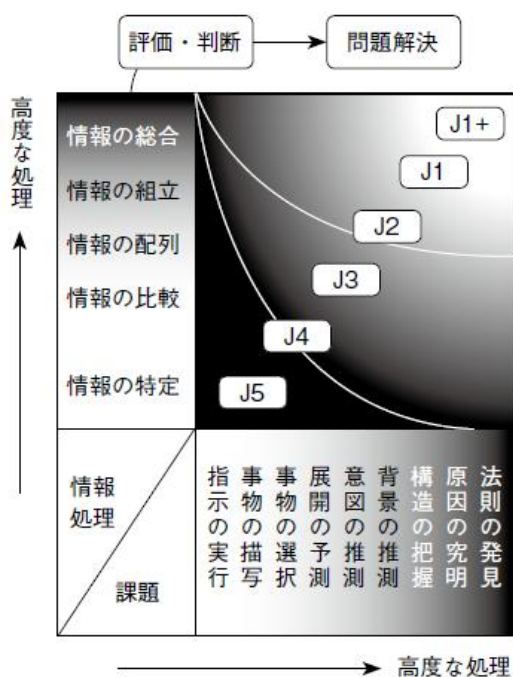 評価・判断
問題解決
高度な処理
情報の総合
情報の組立
情報の配列
情報の比較
情報の特定
J1+
J1
J2
J3
J4
J5
情報
処理
課題
指示の実行
事物の描写
事物の選択
展開の予測
意図の推測
背景の推測
構造の把握
原因の究明
法則の発見
高度な処理